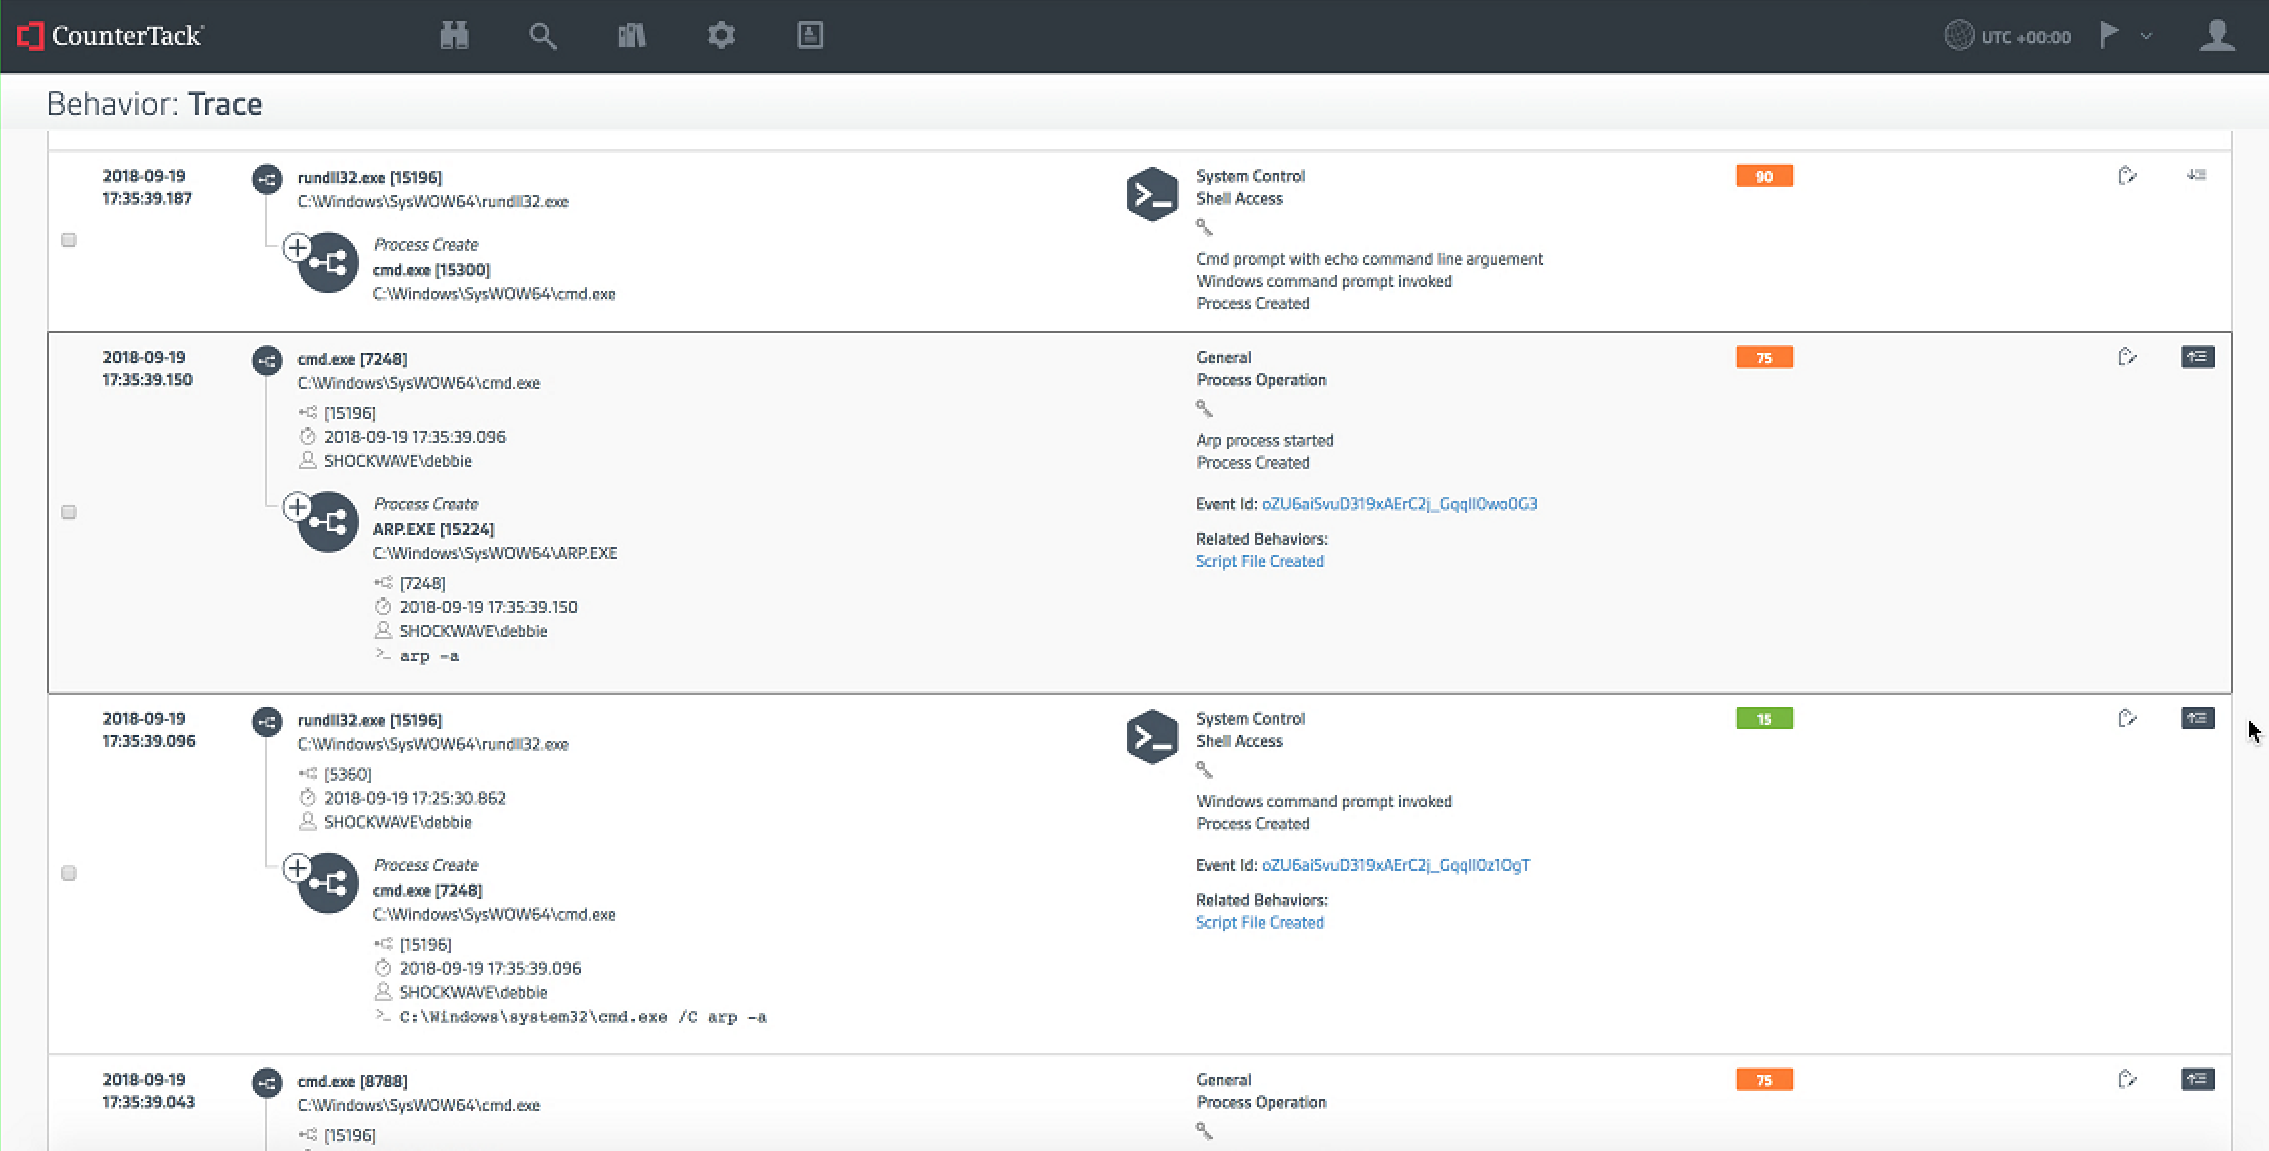 CounterTack
UTC +00:00
Behavior: Trace
2018-09-19
17:35:39.187
rundll32.exe [15196]
C:\Windows\SysWOW64\rundll32.exe
Process Create
cmd.exe [15300]
C:\Windows\SysWOW64\cmd.exe
System Control
Shell Access
Cmd prompt with echo command line arguement
Windows command prompt invoked
Process Created
90
2018-09-19
17:35:39.150
cmd.exe [7248]
C:\Windows\SysWOW64\cmd.exe
[15196]
2018-09-19 17:35:39.096
SHOCKWAVE\debbie
Process Create
ARP.EXE [15224]
C:\Windows\SysWOW64\ARP.EXE
[7248]
2018-09-19 17:35:39.150
SHOCKWAVE\debbie
arp -a
General
Process Operation
Arp process started
Process Created
Event Id: oZU6aiSvuD319xAErC2j_GqqII0wo0G3
Related Behaviors:
Script File Created
75
2018-09-19
17:35:39.096
rundll32.exe [15196]
C:\Windows\SysWOW64\rundll32.exe
[5360]
2018-09-19 17:25:30.862
SHOCKWAVE\debbie
Process Create
cmd.exe [7248]
C:\Windows\SysWOW64\cmd.exe
[15196]
2018-09-19 17:35:39.096
SHOCKWAVE\debbie
C:\Windows\system32\cmd.exe /C arp -a
System Control
Shell Access
Windows command prompt invoked
Process Created
Event Id: oZU6aiSvuD319xAErC2j_GqqII0z1OgT
Related Behaviors:
Script File Created
15
2018-09-19
17:35:39.043
cmd.exe [8788]
C:\Windows\SysWOW64\cmd.exe
[15196]
General
Process Operation
75